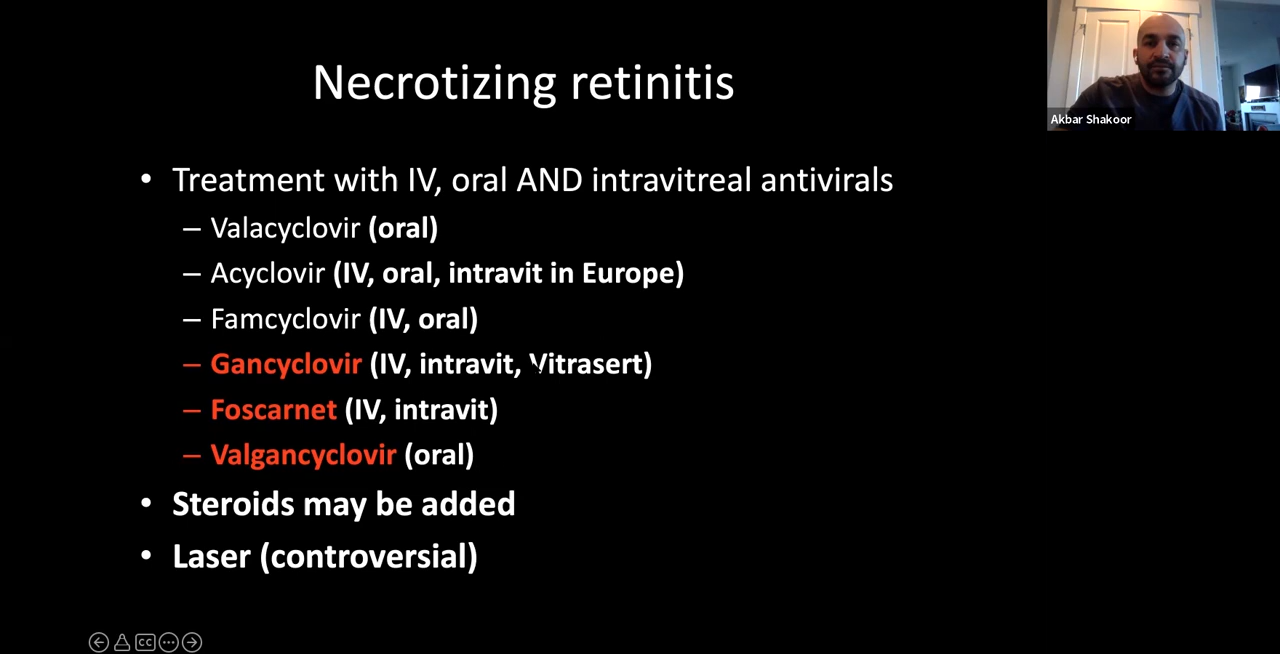 Necrotizing retinitis
Akbar Shakoor
• Treatment with IV, oral AND intravitreal antivirals
– Valacyclovir (oral)
– Acyclovir (IV, oral, intravit in Europe)
– Famcyclovir (IV, oral)
– Gancyclovir (IV, intravit, Vitrasert)
– Foscarnet (IV, intravit)
– Valgancyclovir (oral)
• Steroids may be added
• Laser (controversial)
CC